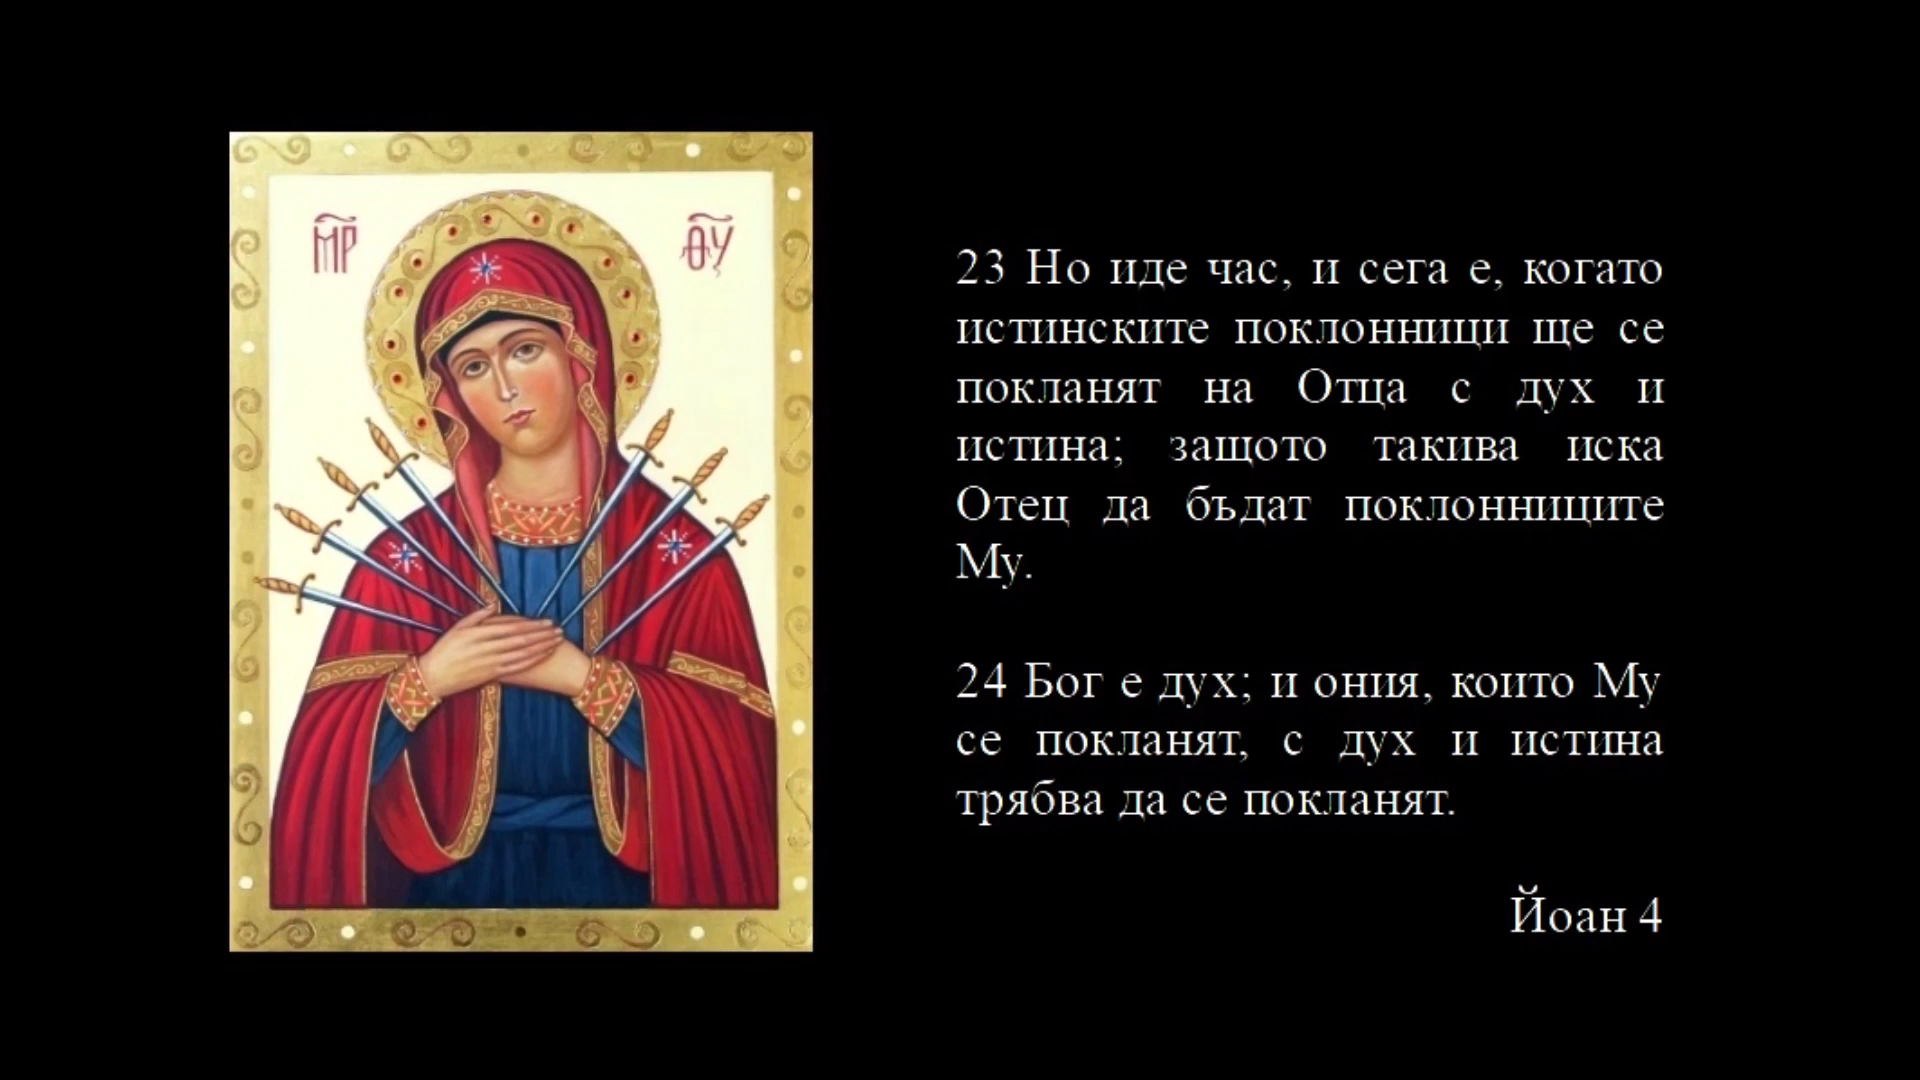 М҃Р Ѳ҃У
23 Но иде час, и сега е, когато
истинските поклонници ще се
покланят на Отца с дух и
истина; защото такива иска
Отец да бъдат поклонниците
Му.
24 Бог е дух; и ония, които Му
се покланят, с дух и истина
трябва да се покланят.
Йоан 4